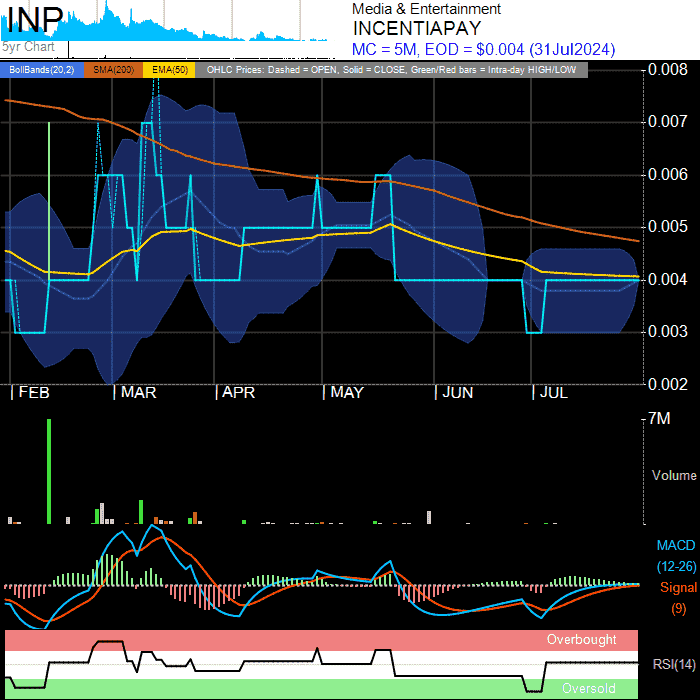 INP
5yr Chart
Media & Entertainment
INCENTIAPAY
MC = 5M, EOD = $0.004 (31Jul2024)
BollBands(20,2) SMA(200) EMA(50) OHLC Prices: Dashed = OPEN, Solid = CLOSE, Green/Red bars = Intra-day HIGH/LOW
0.008
0.007
0.006
0.005
0.004
0.003
0.002
FEB MAR APR MAY JUN JUL
7M
Volume
MACD
(12-26)
Signal
(9)
Overbought
RSI(14)
Oversold